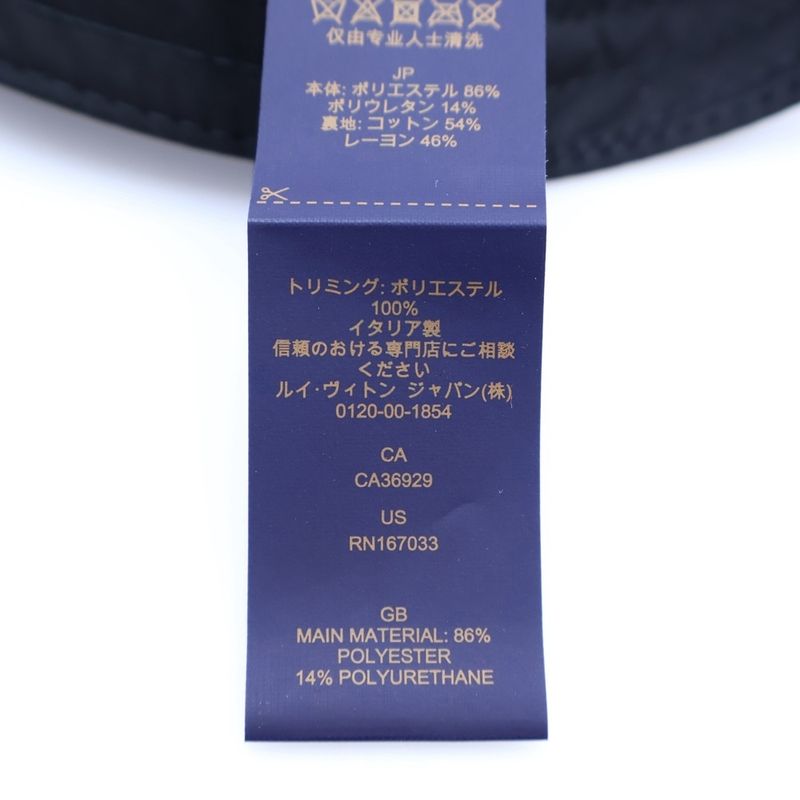 仅由专业人士清洗
JP
本体: ポリエステル 86%
ポリウレタン 14%
裏地: コットン 54%
レーヨン 46%
トリミング: ポリエステル
100%
イタリア製
信頼のおける専門店にご相談
ください
ルイ·ヴィトン ジャパン(株)
0120-00-1854
CA
CA36929
US
RN167033
GB
MAIN MATERIAL: 86%
POLYESTER
14% POLYURETHANE